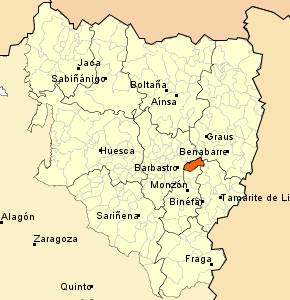 Jaca
Sabiñánigo
Boltaña
Aínsa
Graus
Huesca
Benabarre
Barbastro
Monzón
Binéfar
Tamarite de Li
Sariñena
Alagón
Zaragoza
Fraga
Quinto